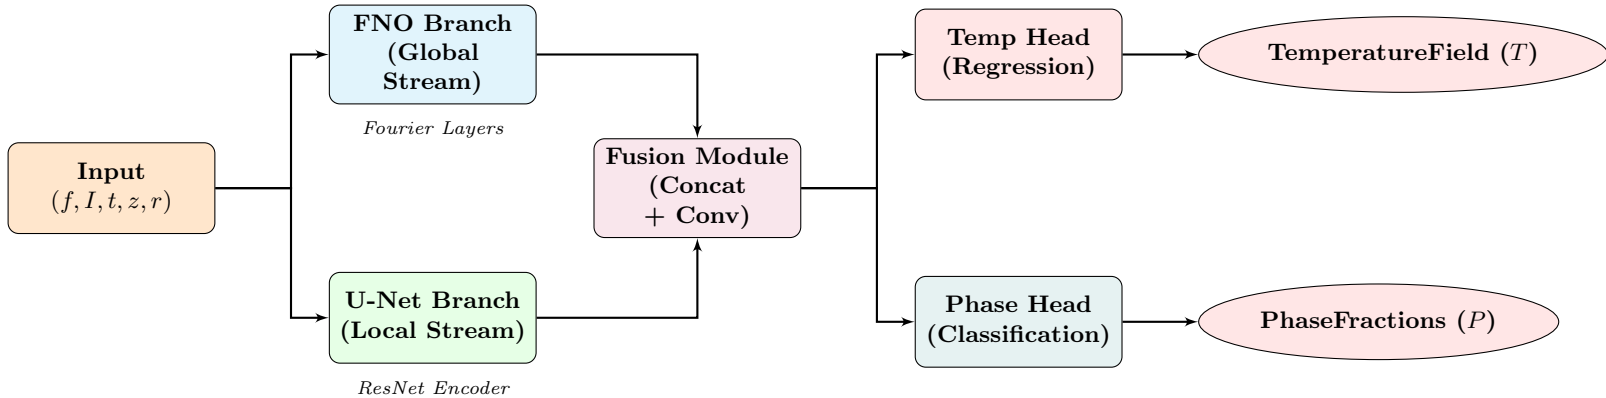 Input
(f, I, t, z, r)
FNO Branch
(Global
Stream)
Fourier Layers
U-Net Branch
(Local Stream)
ResNet Encoder
Fusion Module
(Concat
+ Conv)
Temp Head
(Regression)
TemperatureField (T)
Phase Head
(Classification)
PhaseFractions (P)